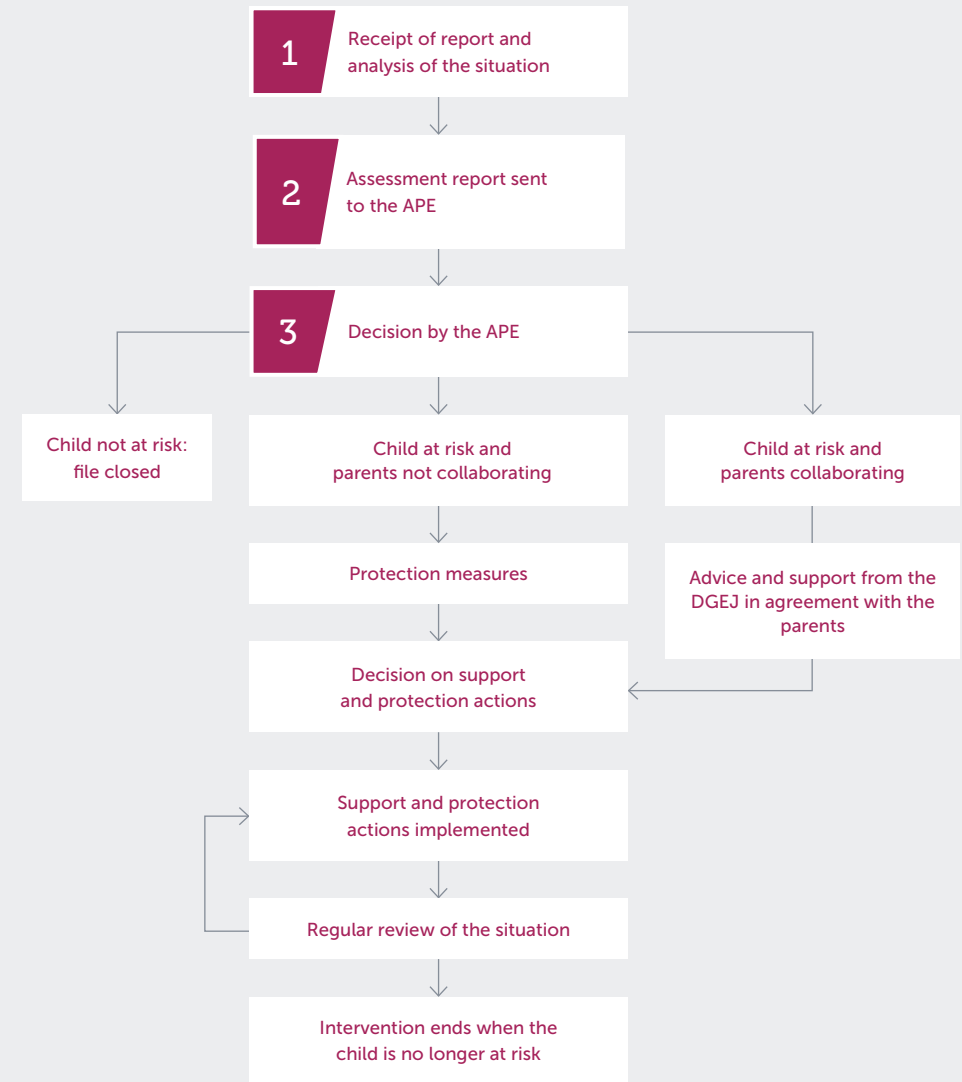 1
Receipt of report and
analysis of the situation
2
Assessment report sent
to the APE
3
Decision by the APE
Child not at risk:
file closed
Child at risk and
parents not collaborating
Child at risk and
parents collaborating
Protection measures
Advice and support from the
DGEJ in agreement with the
parents
Decision on support
and protection actions
Support and protection
actions implemented
Regular review of the situation
Intervention ends when the
child is no longer at risk